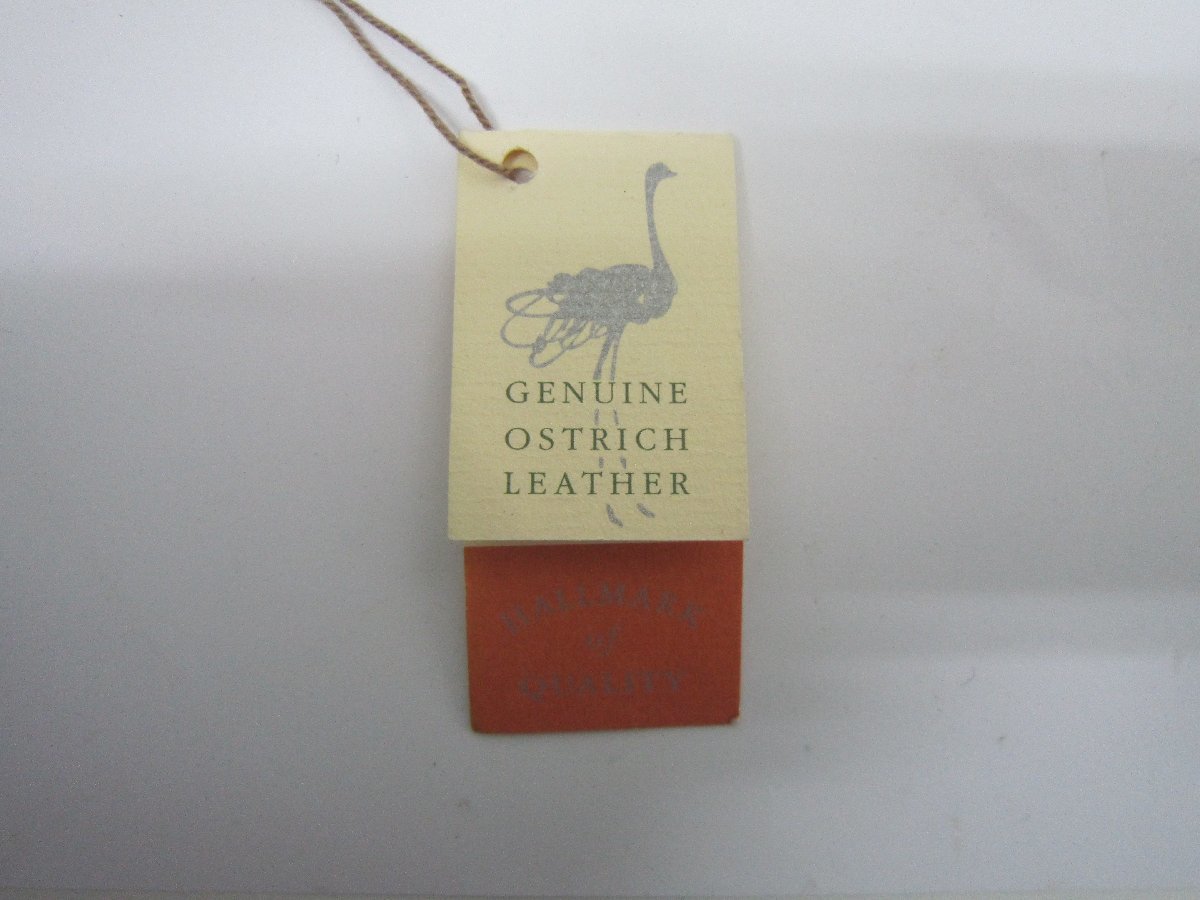 GENUINE
OSTRICH
LEATHER
HALLMARK
of
QUALITY